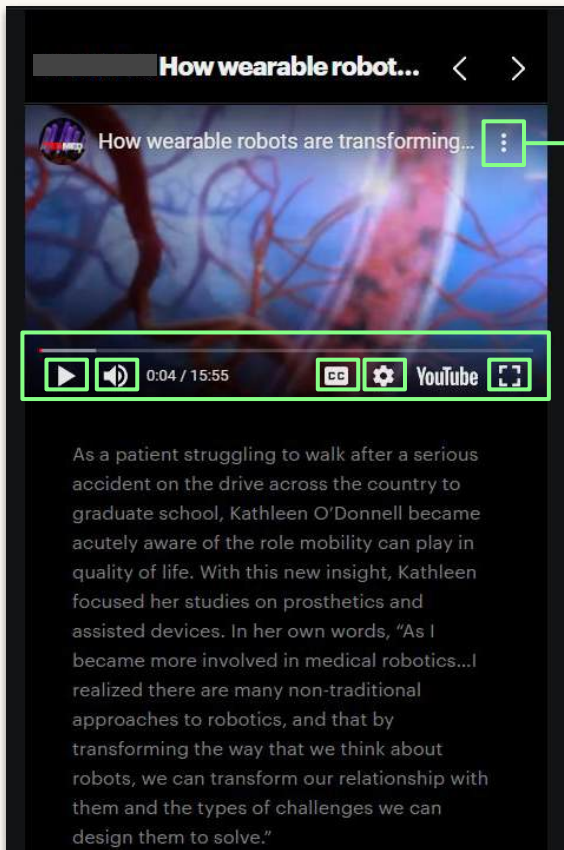 How wearable robot...
How wearable robots are transforming...
0:04 / 15:55
CC
YouTube
As a patient struggling to walk after a serious
accident on the drive across the country to
graduate school, Kathleen O’Donnell became
acutely aware of the role mobility can play in
quality of life. With this new insight, Kathleen
focused her studies on prosthetics and
assisted devices. In her own words, “As I
became more involved in medical robotics...I
realized there are many non-traditional
approaches to robotics, and that by
transforming the way that we think about
robots, we can transform our relationship with
them and the types of challenges we can
design them to solve.”